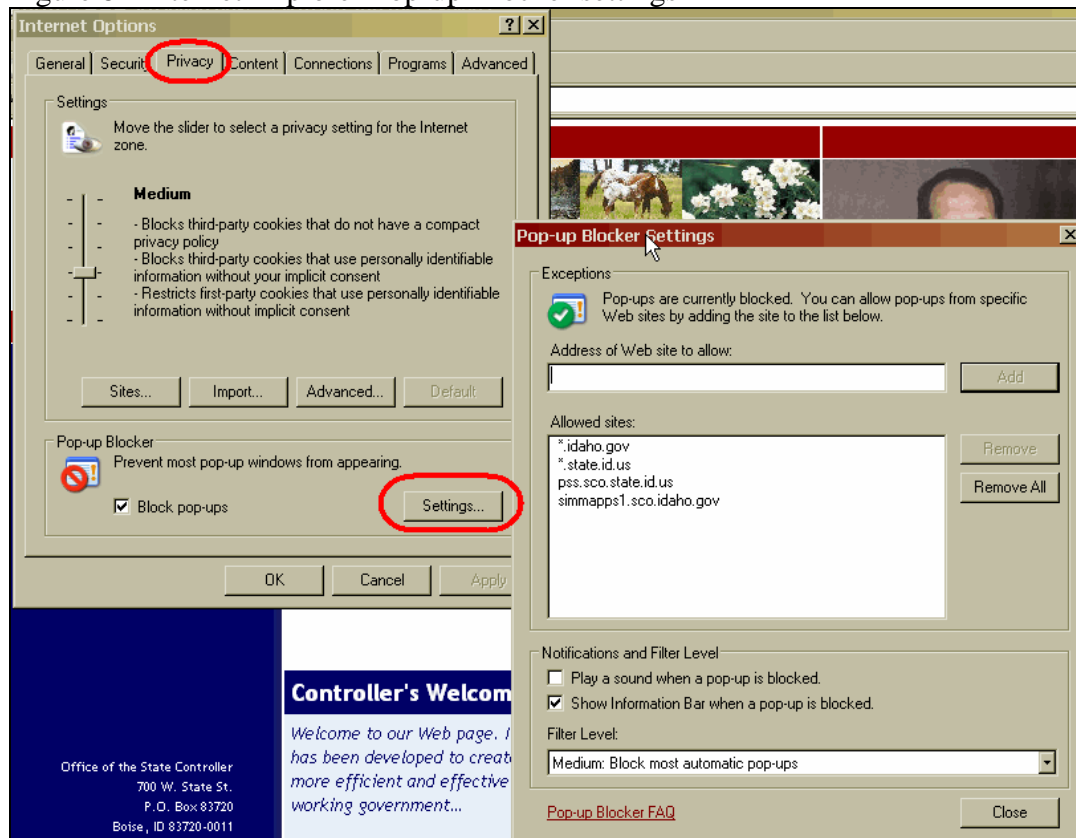 Internet Options
General Security Privacy Content Connections Programs Advanced
Settings
Move the slider to select a privacy setting for the Internet
zone.
Medium
- Blocks third-party cookies that do not have a compact
privacy policy
- Blocks third-party cookies that use personally identifiable
information without your implicit consent
- Restricts first-party cookies that use personally identifiable
information without implicit consent
Sites... Import... Advanced... Default
Pop-up Blocker
Prevent most pop-up windows from appearing.
Block pop-ups
Settings...
OK Cancel Apply
Pop-up Blocker Settings
Exceptions
Pop-ups are currently blocked. You can allow pop-ups from specific
Web sites by adding the site to the list below.
Address of Web site to allow:
Add
Allowed sites:
*.idaho.gov
*.state.id.us
pss.sco.state.id.us
simmapps1.sco.idaho.gov
Remove
Remove All
Notifications and Filter Level
Play a sound when a pop-up is blocked.
Show Information Bar when a pop-up is blocked.
Filter Level:
Medium: Block most automatic pop-ups
Pop-up Blocker FAQ
Close
Controller's Welcom
Welcome to our Web page.
has been developed to creat
more efficient and effective
working government...
Office of the State Controller
700 W. State St.
P.O. Box 83720
Boise, ID 83720-0011